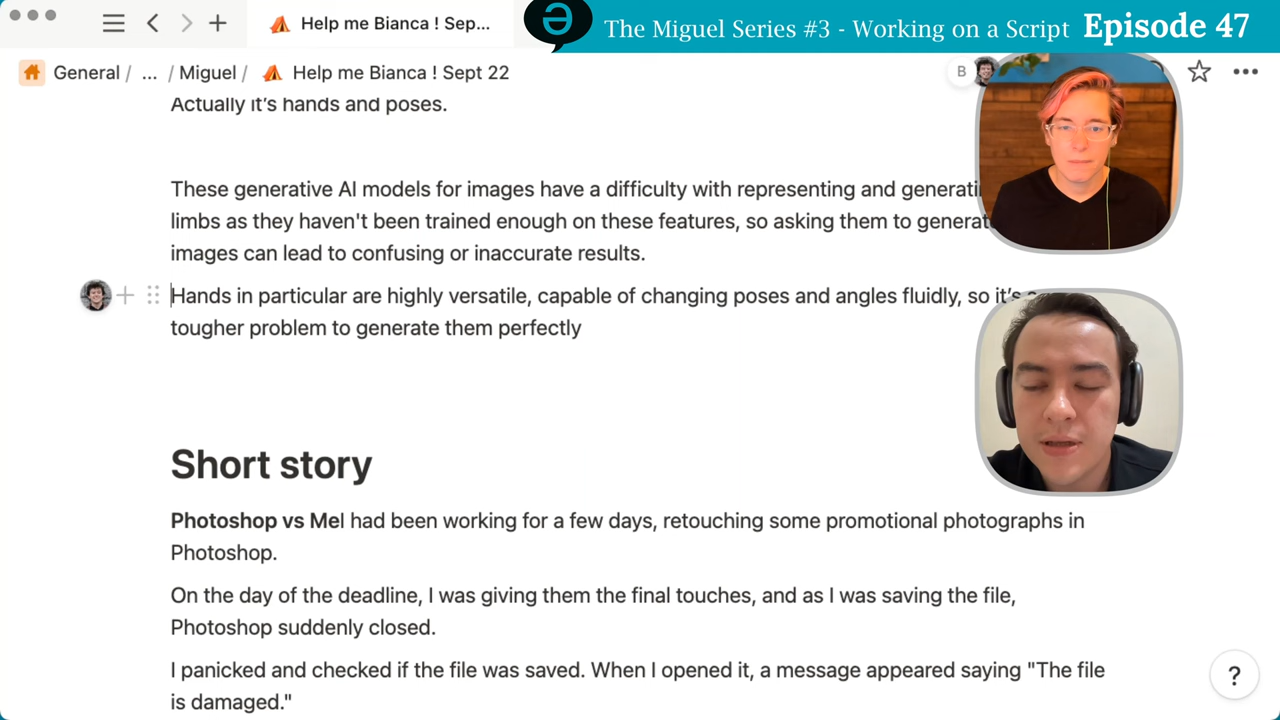 Help me Bianca ! Sep...
ə
The Miguel Series #3 - Working on a Script Episode 47
General / ... / Miguel / Help me Bianca ! Sept 22
B
Actually it's hands and poses.
These generative AI models for images have a difficulty with representing and
limbs as they haven't been trained enough on these features, so asking them to
images can lead to confusing or inaccurate results.
Hands in particular are highly versatile, capable of changing poses and angles fluidly, so it's
tougher problem to generate them perfectly
Short story
Photoshop vs MeI had been working for a few days, retouching some promotional photographs in
Photoshop.
On the day of the deadline, I was giving them the final touches, and as I was saving the file,
Photoshop suddenly closed.
I panicked and checked if the file was saved. When I opened it, a message appeared saying "The file
is damaged."
?